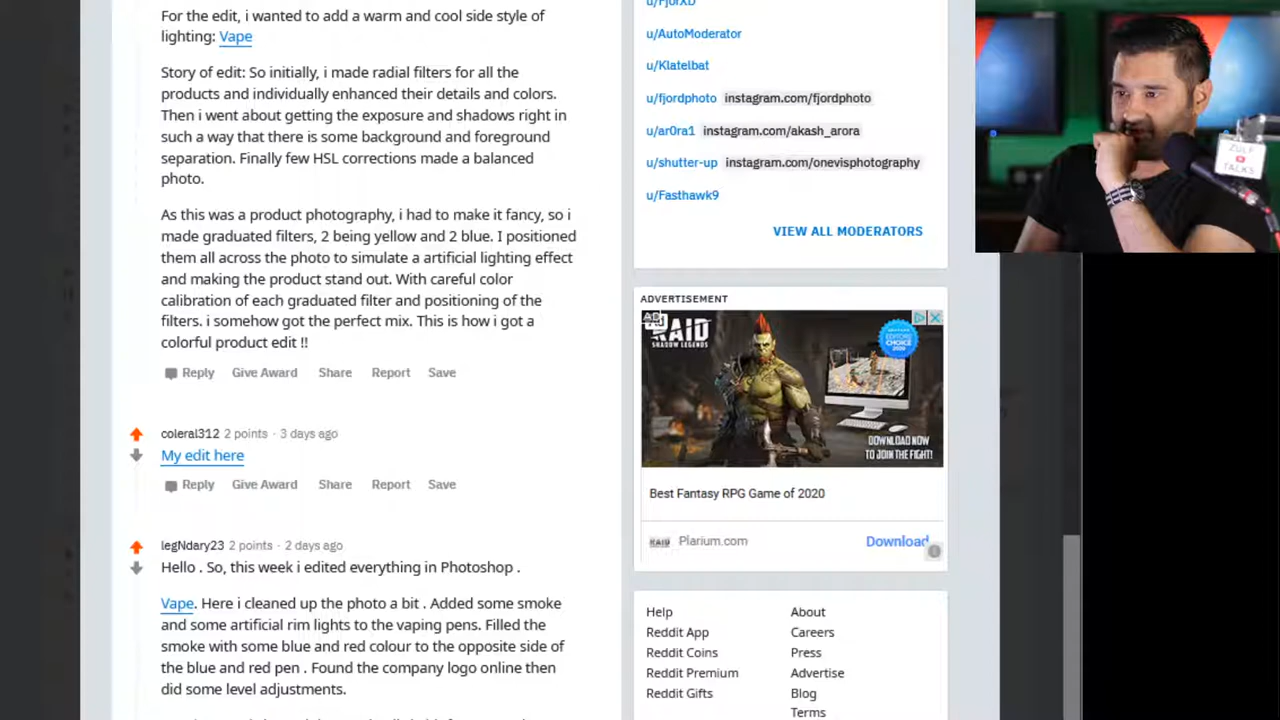 For the edit, i wanted to add a warm and cool side style of
lighting: Vape
Story of edit: So initially, i made radial filters for all the
products and individually enhanced their details and colors.
Then i went about getting the exposure and shadows right in
such a way that there is some background and foreground
separation. Finally few HSL corrections made a balanced
photo.
As this was a product photography, i had to make it fancy, so i
made graduated filters, 2 being yellow and 2 blue. I positioned
them all across the photo to simulate a artificial lighting effect
and making the product stand out. With careful color
calibration of each graduated filter and positioning of the
filters. i somehow got the perfect mix. This is how i got a
colorful product edit !!
Reply Give Award Share Report Save
coleral312 2 points · 3 days ago
My edit here
Reply Give Award Share Report Save
legNdary23 2 points · 2 days ago
Hello . So, this week i edited everything in Photoshop .
Vape. Here i cleaned up the photo a bit . Added some smoke
and some artificial rim lights to the vaping pens. Filled the
smoke with some blue and red colour to the opposite side of
the blue and red pen . Found the company logo online then
did some level adjustments.
u/FjorXD
u/AutoModerator
u/Klatelbat
u/fjordphoto instagram.com/fjordphoto
u/ar0ra1 instagram.com/akash_arora
u/shutter-up instagram.com/onevisphotography
u/Fasthawk9
VIEW ALL MODERATORS
ADVERTISEMENT
AD
RAID
SHADOW LEGENDS
EDITORS
CHOICE
2020
DOWNLOAD NOW
TO JOIN THE FIGHT!
Best Fantasy RPG Game of 2020
RAID Plarium.com Download
Help About
Reddit App Careers
Reddit Coins Press
Reddit Premium Advertise
Reddit Gifts Blog
Terms
ZULF
TALKS